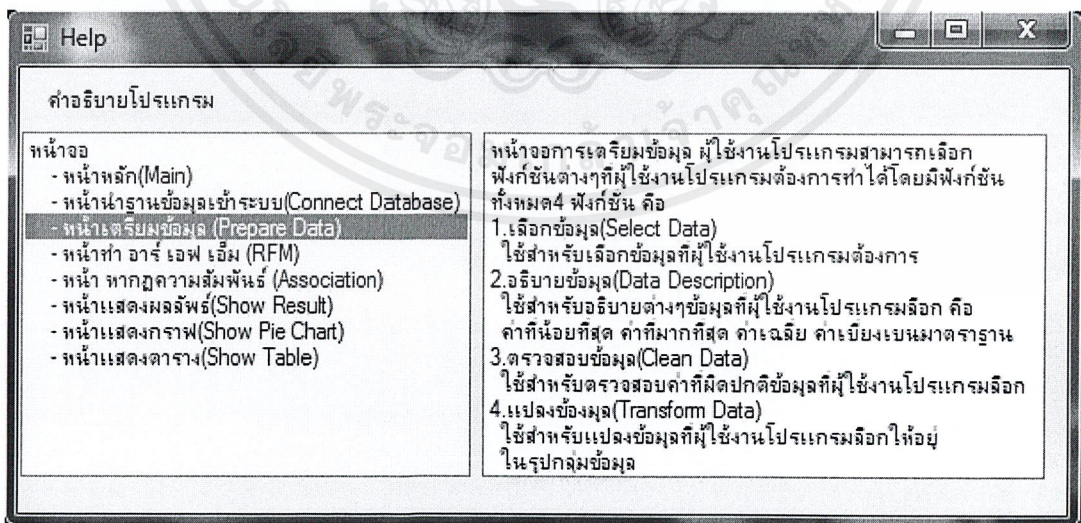 Help
คำอธิบายโปรแกรม
หน้าจอ
- หน้าหลัก(Main)
- หน้านำฐานข้อมูลเข้าระบบ(Connect Database)
- หน้าเตรียมข้อมูล (Prepare Data)
- หน้าทำ อาร์ เอฟ เอ็ม (RFM)
- หน้า หากฏความสัมพันธ์ (Association)
- หน้าแสดงผลลัพธ์(Show Result)
- หน้าแสดงกราฟ(Show Pie Chart)
- หน้าแสดงตาราง(Show Table)
หน้าจอการเตรียมข้อมูล ผู้ใช้งานโปรแกรมสามารถเลือก
ฟังก์ชันต่างๆที่ผู้ใช้งานโปรแกรมต้องการทำได้โดยมีฟังก์ชัน
ทั้งหมด4 ฟังก์ชัน คือ
1.เลือกข้อมูล(Select Data)
ใช้สำหรับเลือกข้อมูลที่ผู้ใช้งานโปรแกรมต้องการ
2.อธิบายข้อมูล(Data Description)
ใช้สำหรับอธิบายต่างๆข้อมูลที่ผู้ใช้งานโปรแกรมลือก คือ
ค่าที่น้อยที่สุด ค่าที่มากที่สุด ค่าเฉลี่ย ค่าเบี่ยงเบนมาตราฐาน
3.ตรวจสอบข้อมูล(Clean Data)
ใช้สำหรับตรวจสอบค่าที่ผิดปกติข้อมูลที่ผู้ใช้งานโปรแกรมลือก
4.แปลงข้องมูล(Transform Data)
ใช้สำหรับแปลงข้อมูลที่ผู้ใช้งานโปรแกรมลือกให้อยู่
ในรูปกลุ่มข้อมูล